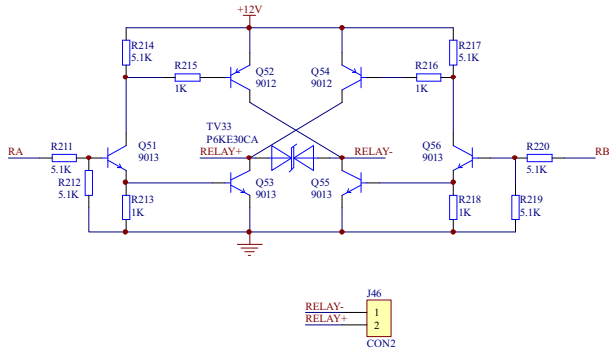 +12V
R214
5.1K
R215
1K
Q52
9012
Q54
9012
R216
1K
R217
5.1K
TV33
P6KE30CA
RA
R211
5.1K
Q51
9013
RELAY+
RELAY-
Q56
9013
R220
5.1K
RB
R212
5.1K
R213
1K
Q53
9013
Q55
9013
R218
1K
R219
5.1K
J46
RELAY-
1
RELAY+
2
CON2